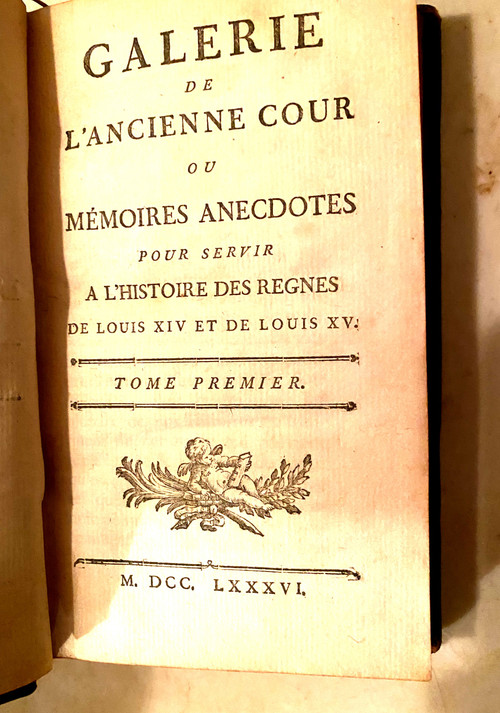 GALERIE
DE
L'ANCIENNE COUR
OU
MÉMOIRES ANECDOTES
POUR SERVIR
A L'HISTOIRE DES REGNES
DE LOUIS XIV ET DE LOUIS XV.
TOME PREMIER.
M. DCC. LXXXVI.